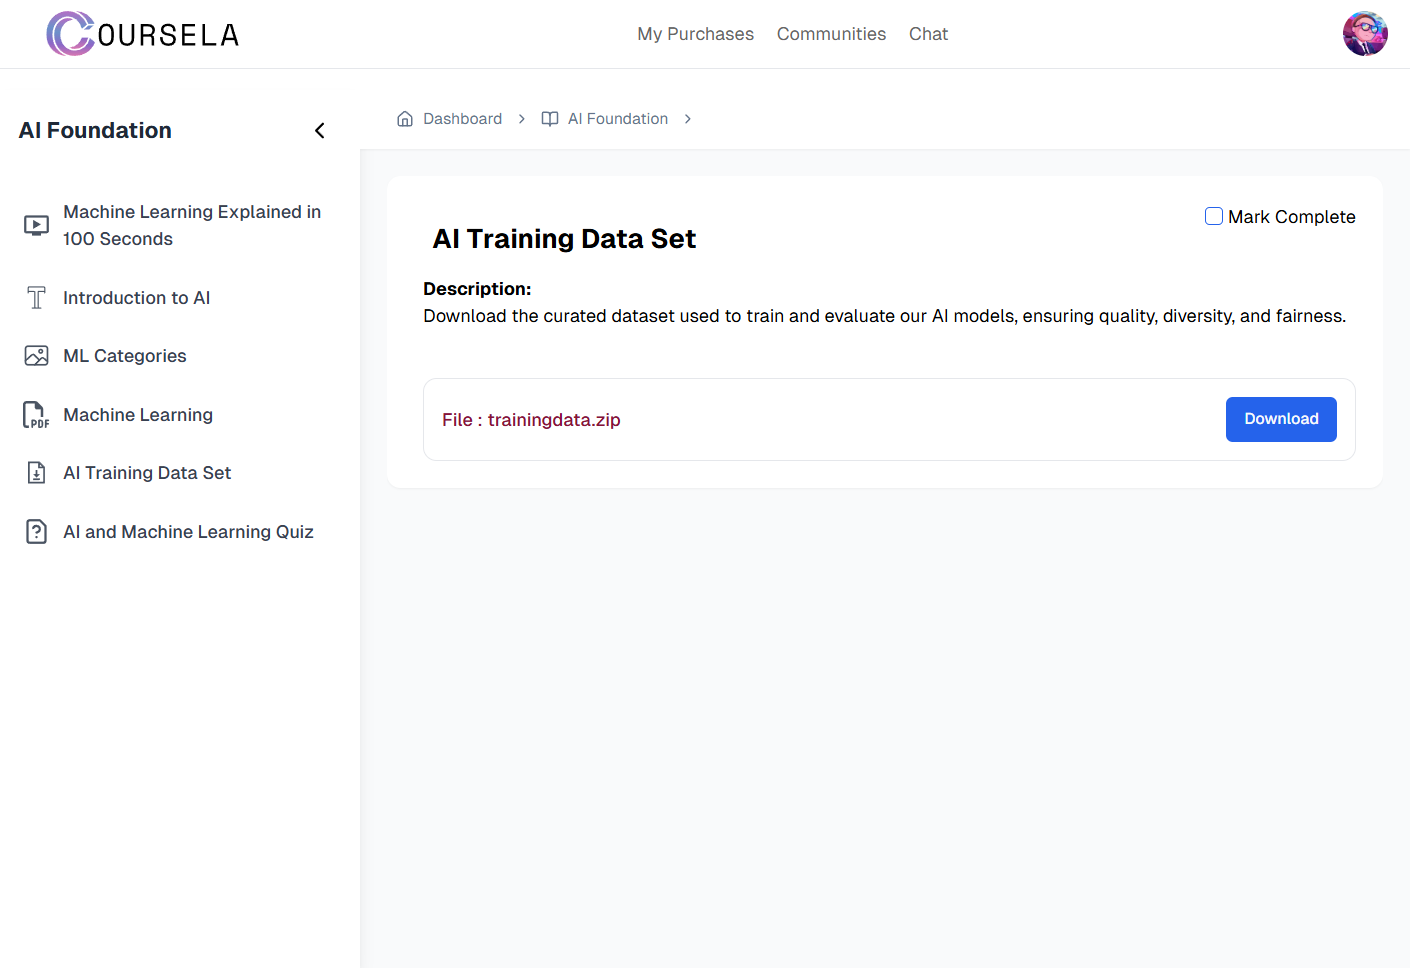 COURSELA
My Purchases
Communities
Chat
AI Foundation
Machine Learning Explained in
100 Seconds
Introduction to AI
ML Categories
PDF
Machine Learning
AI Training Data Set
AI and Machine Learning Quiz
Dashboard
AI Foundation
Mark Complete
AI Training Data Set
Description:
Download the curated dataset used to train and evaluate our AI models, ensuring quality, diversity, and fairness.
File : trainingdata.zip
Download